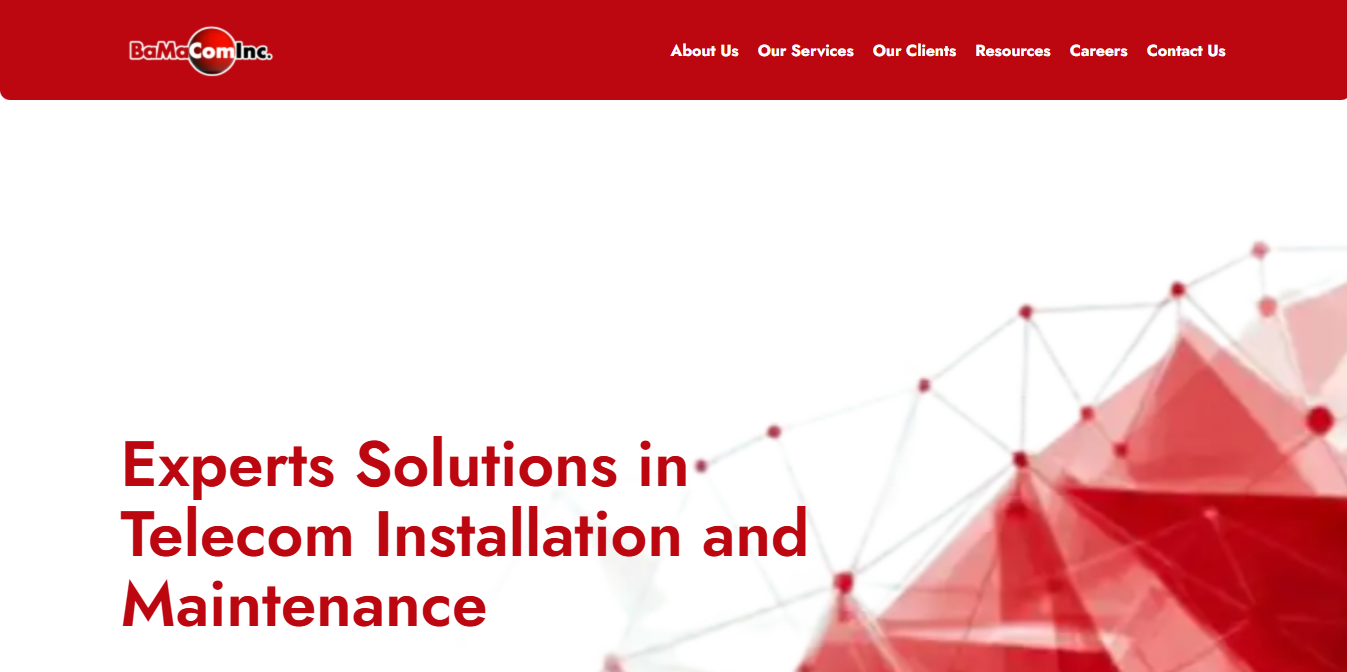 BaMaComInc.
About Us Our Services Our Clients Resources Careers Contact Us
Experts Solutions in
Telecom Installation and
Maintenance